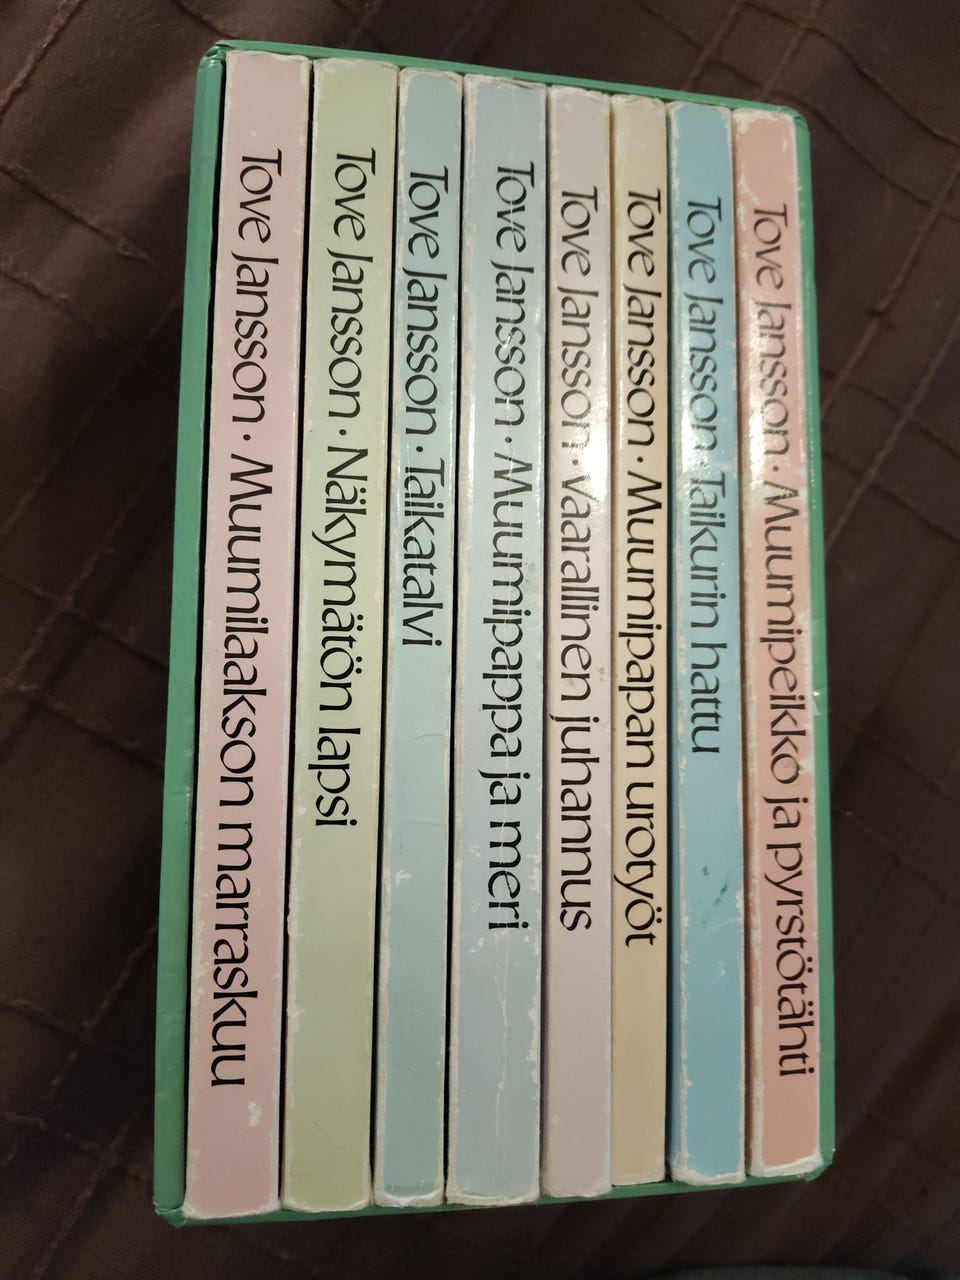 Tove Jansson · Muumilaakson marraskuu
Tove Jansson · Näkymätön lapsi
Tove Jansson · Taikatalvi
Tove Jansson · Muumipappa ja meri
Tove Jansson · Vaarallinen juhannus
Tove Jansson · Muumipapan urotyöt
Tove Jansson · Taikurin hattu
Tove Jansson · Muumipeikko ja pyrstötähti